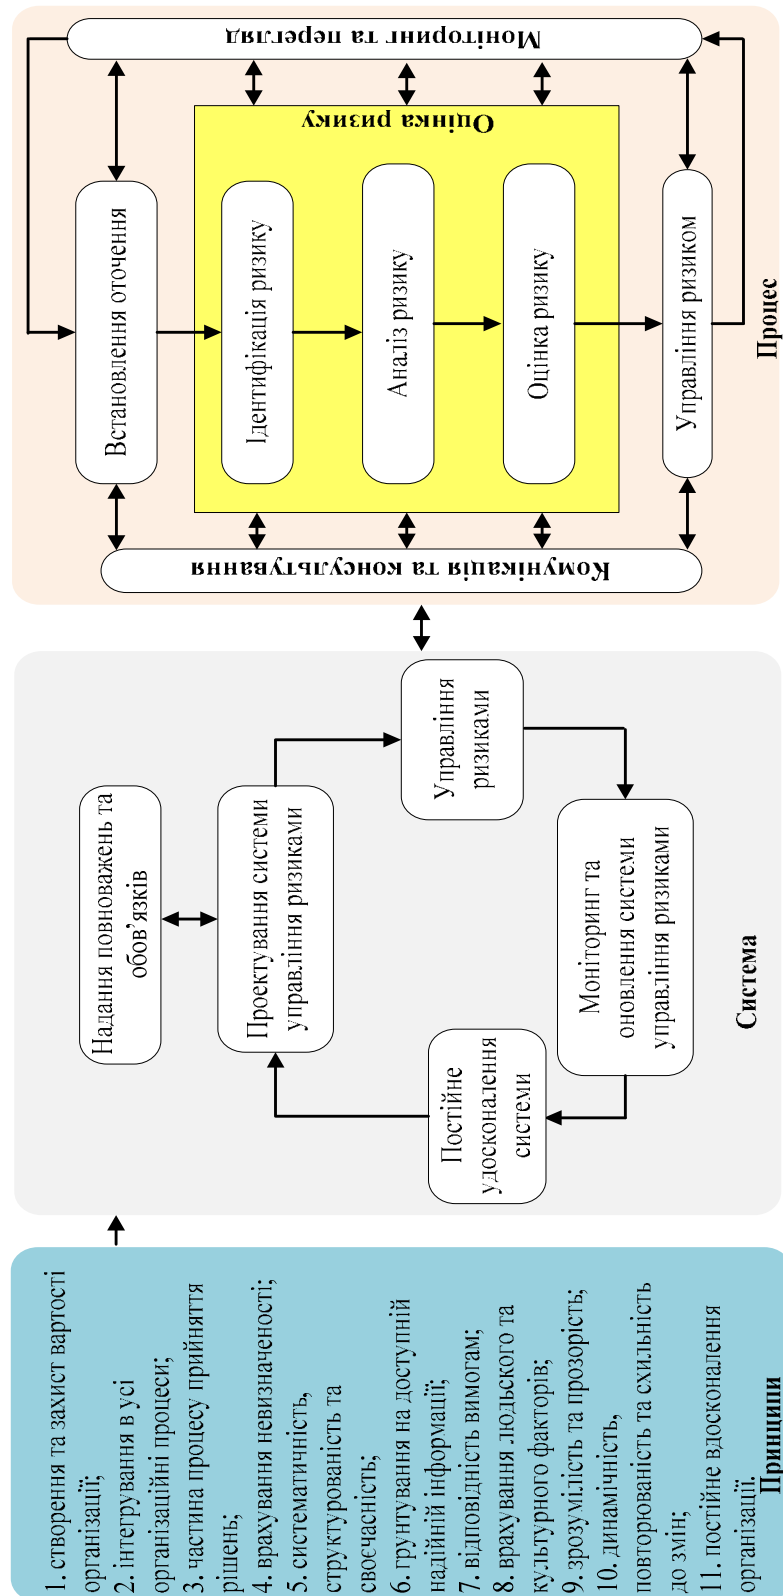 1. створення та захист вартості
організації;
2. інтегрування в усі
організаційні процеси;
3. частина процесу прийняття
рішень;
4. врахування невизначеності;
5. систематичність,
структурованість та
своєчасність;
6. грунтування на доступній
надійній інформації;
7. відповідність вимогам;
8. врахування людського та
культурного факторів;
9. зрозумілість та прозорість;
10. динамічність,
повторюваність та схильність
до змін;
11. постійне вдосконалення
організації.
Принципи
Надання повноважень та
обов’язків
Проектування системи
управління ризиками
Управління
ризиками
Моніторинг та
оновлення системи
управління ризиками
Постійне
удосконалення
системи
Система
Комунікація та консультування
Встановлення оточення
Ідентифікація ризику
Аналіз ризику
Оцінка ризику
Оцінка ризику
Управління ризиком
Моніторинг та перегляд
Процес